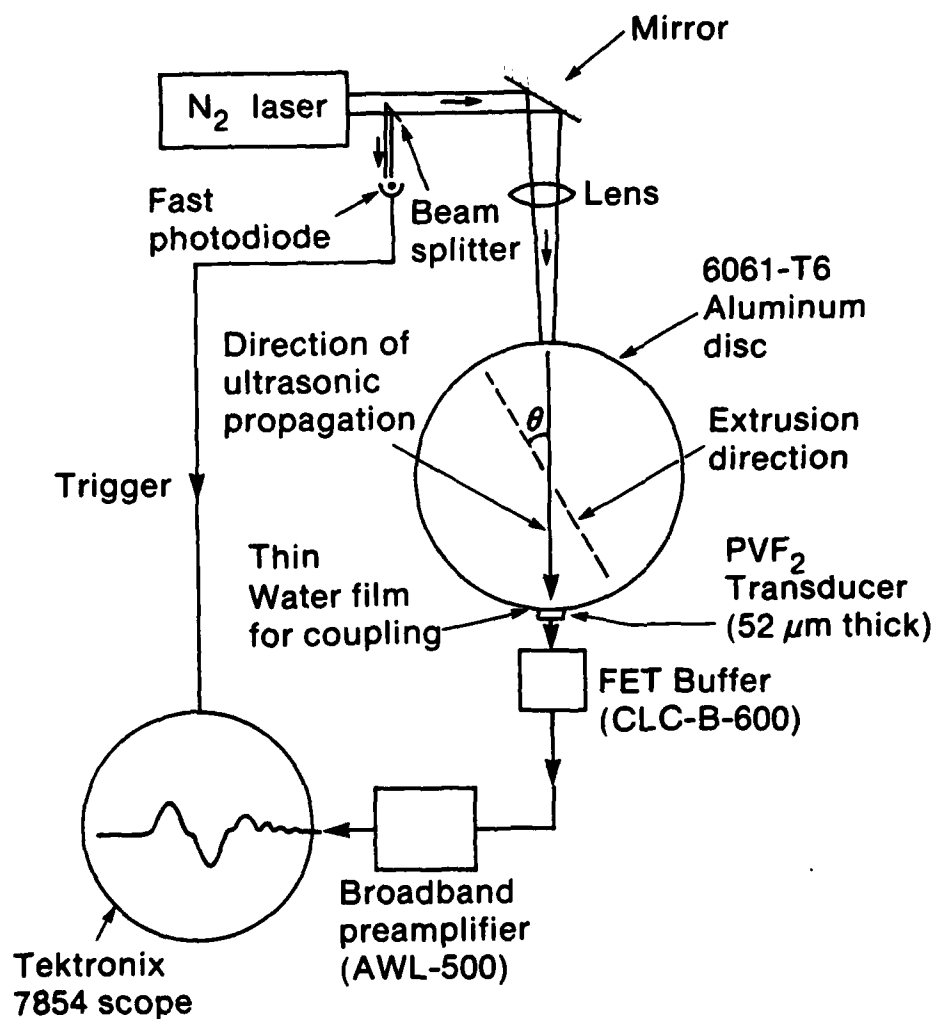 Mirror
N2 laser
Fast
photodiode
Beam
splitter
Lens
6061-T6
Aluminum
disc
Direction of
ultrasonic
propagation
θ
Extrusion
direction
Trigger
Thin
Water film
for coupling
PVF2
Transducer
(52 μm thick)
FET Buffer
(CLC-B-600)
Broadband
preamplifier
(AWL-500)
Tektronix
7854 scope